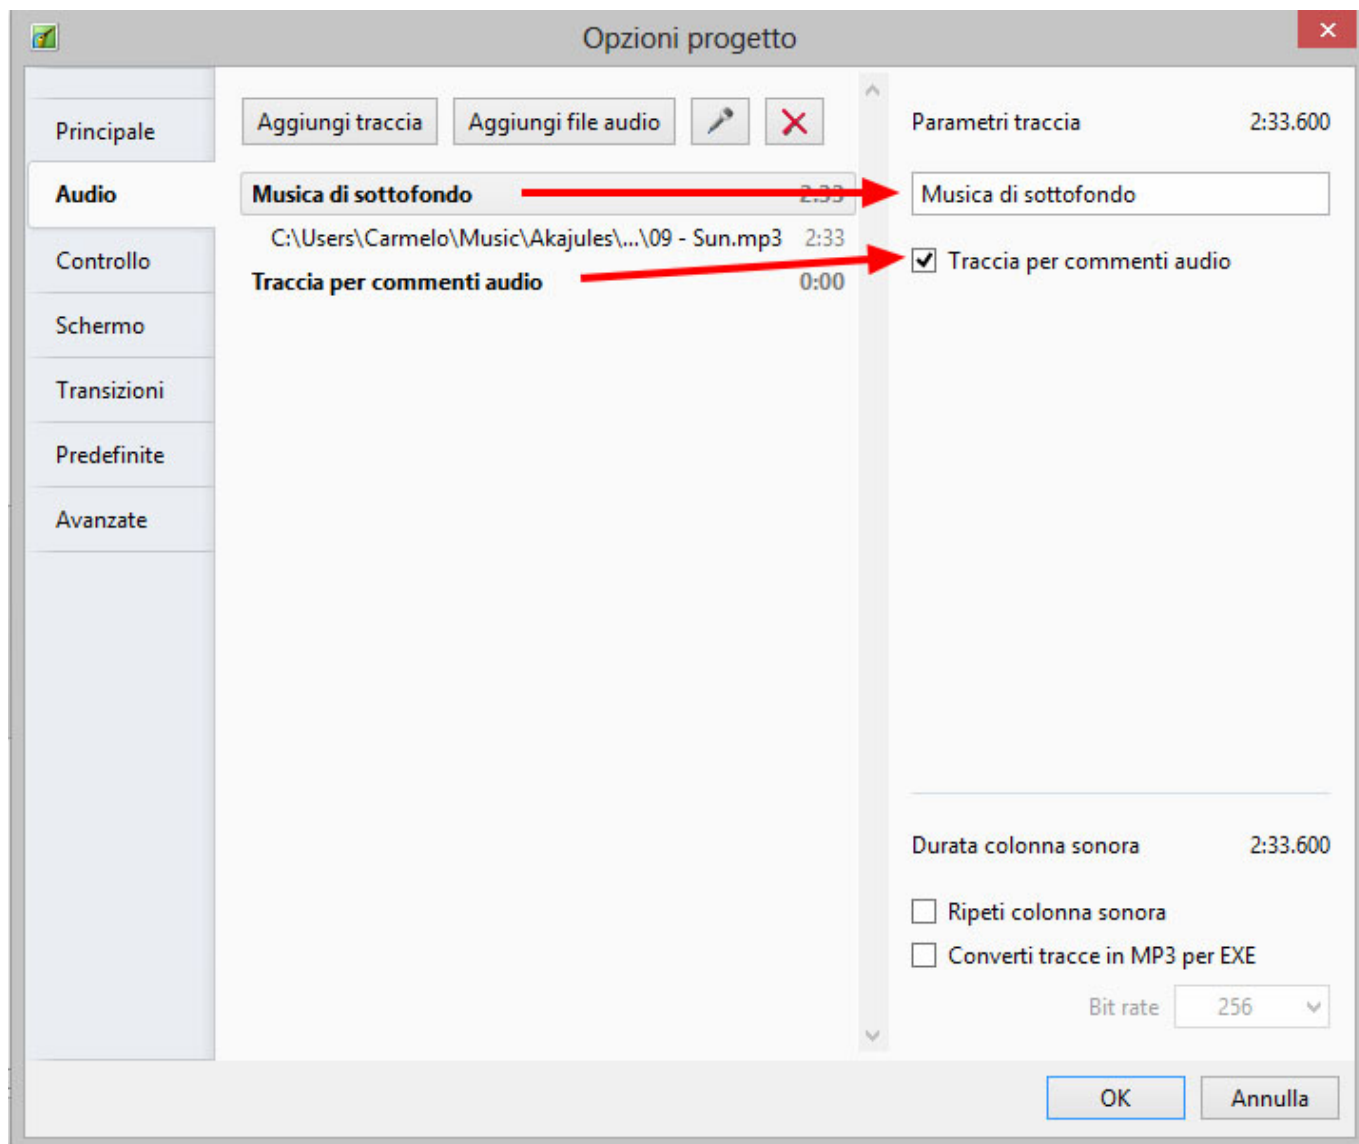 Opzioni progetto
Principale
Audio
Controllo
Schermo
Transizioni
Predefinite
Avanzate
Aggiungi traccia
Aggiungi file audio
Musica di sottofondo 2:33
C:\Users\Carmelo\Music\Akajules\...\09 - Sun.mp3 2:33
Traccia per commenti audio 0:00
Parametri traccia 2:33.600
Musica di sottofondo
Traccia per commenti audio
Durata colonna sonora 2:33.600
Ripeti colonna sonora
Converti tracce in MP3 per EXE
Bit rate 256
OK
Annulla